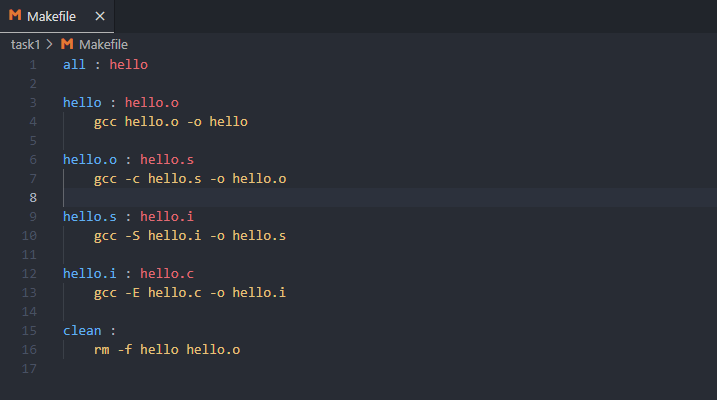 Makefile
task1 > Makefile
1 all : hello
2
3 hello : hello.o
4 gcc hello.o -o hello
5
6 hello.o : hello.s
7 gcc -c hello.s -o hello.o
8
9 hello.s : hello.i
10 gcc -S hello.i -o hello.s
11
12 hello.i : hello.c
13 gcc -E hello.c -o hello.i
14
15 clean :
16 rm -f hello hello.o
17